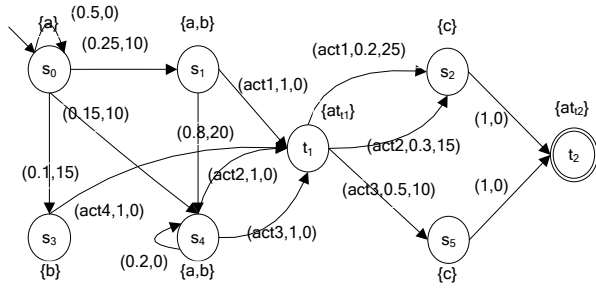 {a}
(0.5,0)
{a,b}
{c}
(0.25,10)
s0
s1
(act1,1,0)
(act1,0.2,25)
s2
{at_t1}
{at_t2}
(0.15,10)
(0.8,20)
t1
(1,0)
t2
(act2,0.3,15)
(0.1,15)
(act2,1,0)
(act3,0.5,10)
(1,0)
(act4,1,0)
s3
s4
(act3,1,0)
s5
{b}
(0.2,0)
{a,b}
{c}